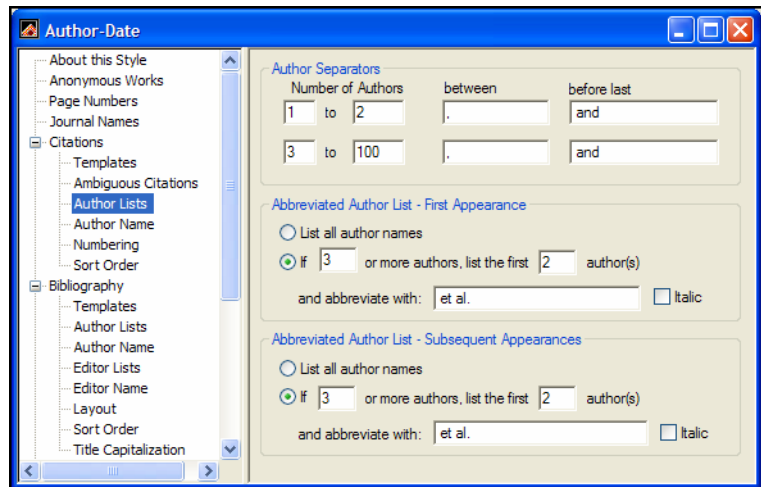 Author-Date
About this Style
Anonymous Works
Page Numbers
Journal Names
Citations
Templates
Ambiguous Citations
Author Lists
Author Name
Numbering
Sort Order
Bibliography
Templates
Author Lists
Author Name
Editor Lists
Editor Name
Layout
Sort Order
Title Capitalization
Author Separators
Number of Authors between before last
1 to 2 , and
3 to 100 , and
Abbreviated Author List - First Appearance
List all author names
If 3 or more authors, list the first 2 author(s)
and abbreviate with: et al. Italic
Abbreviated Author List - Subsequent Appearances
List all author names
If 3 or more authors, list the first 2 author(s)
and abbreviate with: et al. Italic